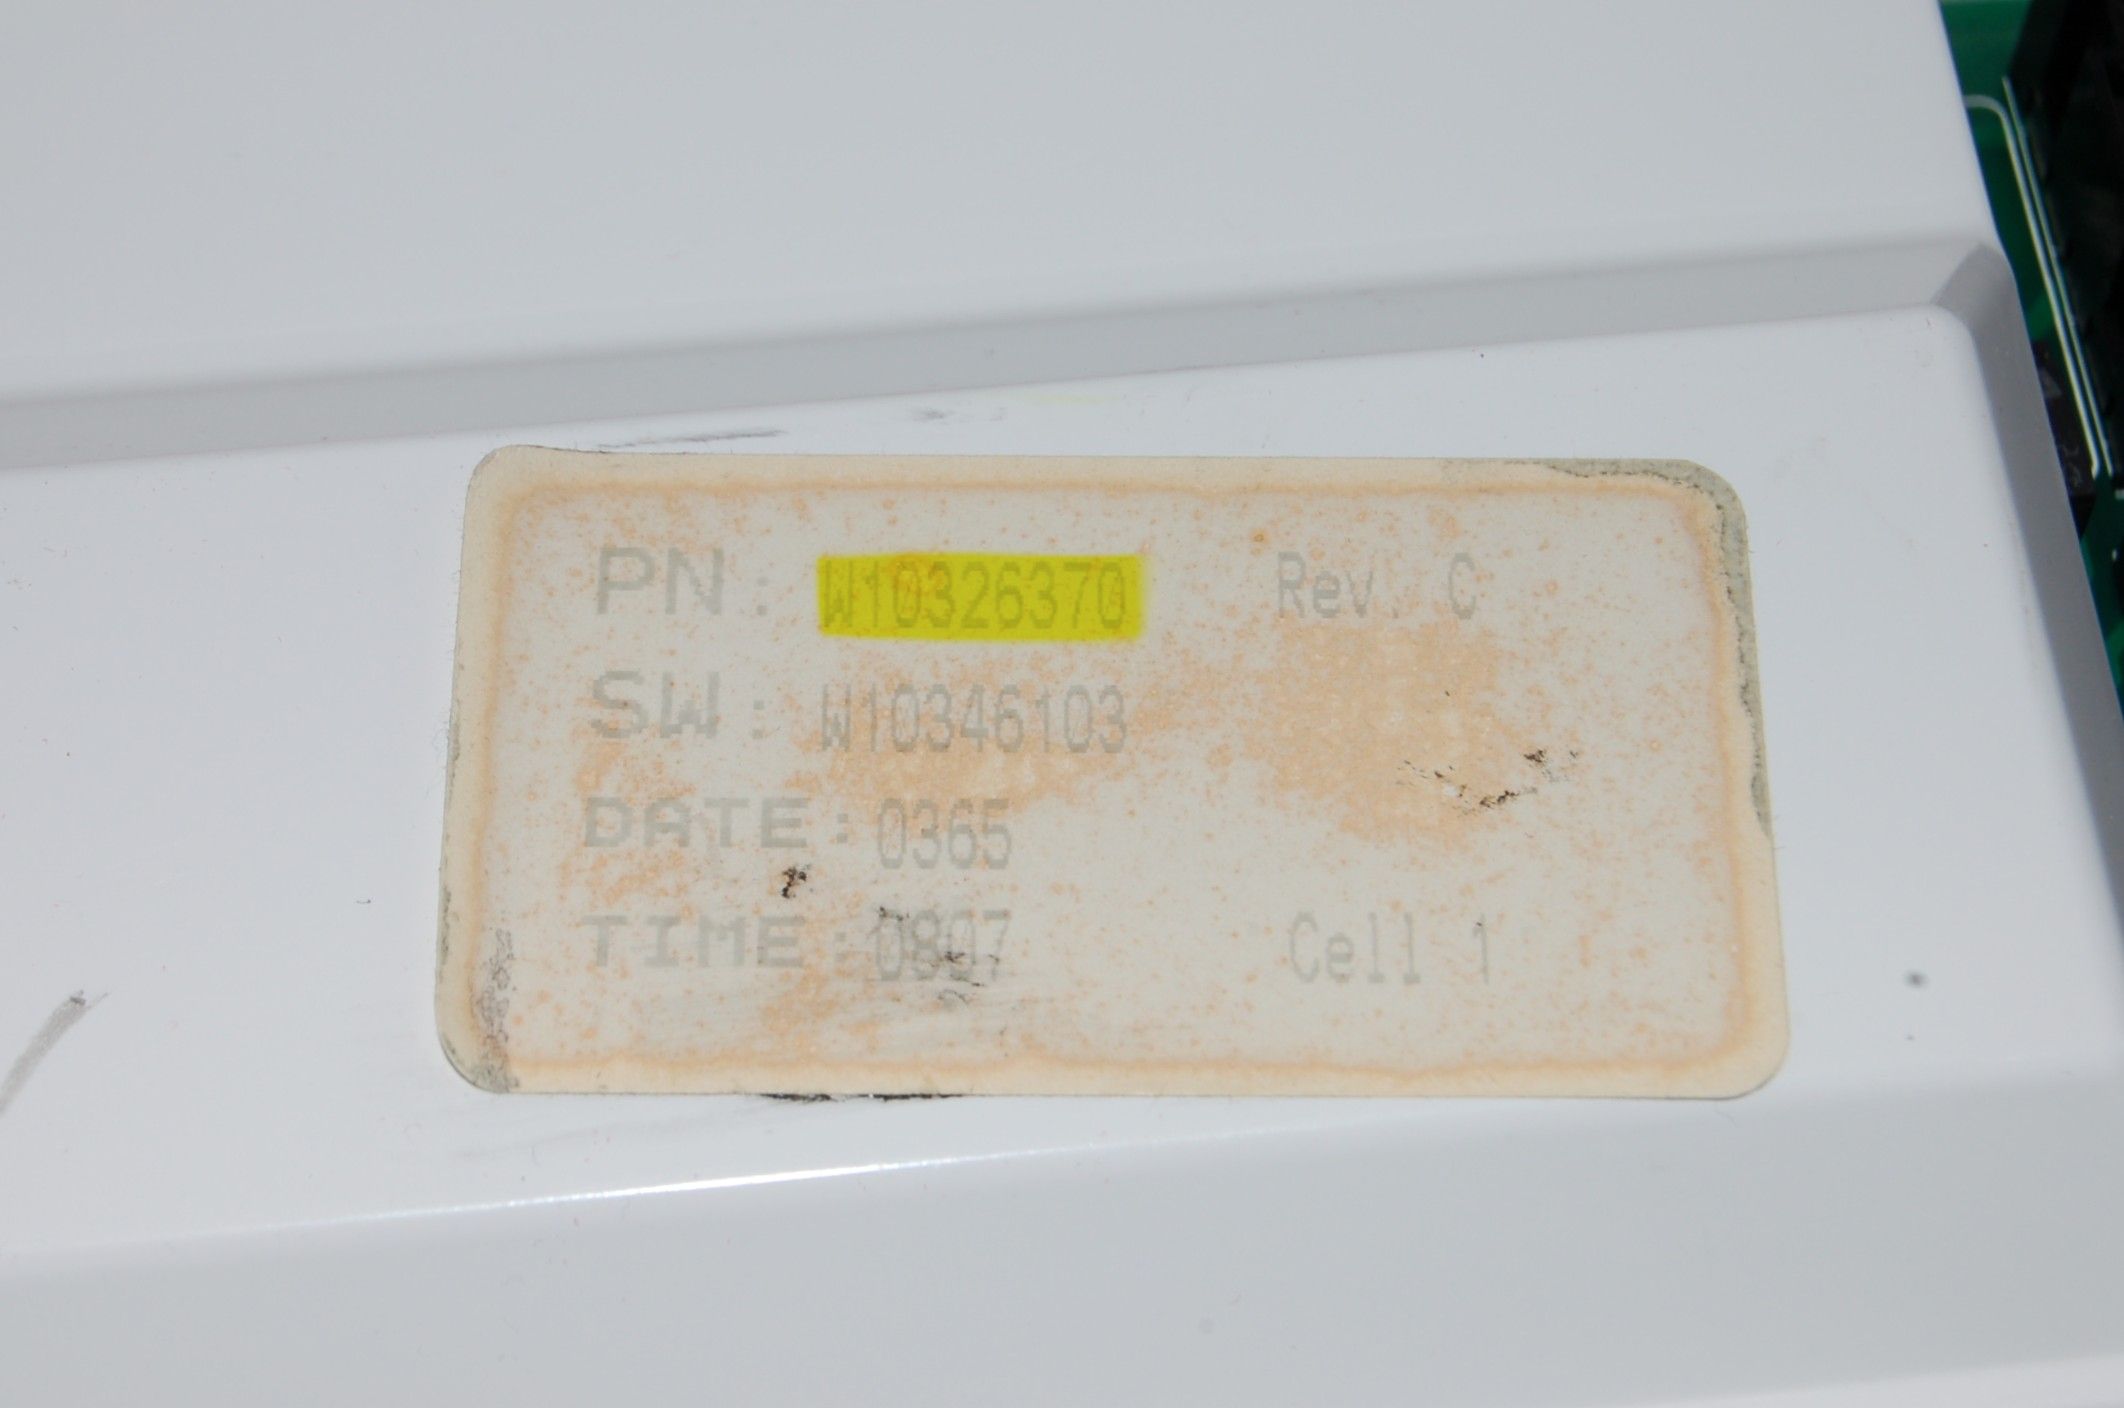 PN: W10326370 Rev. C
SW: W10346103
DATE: 0365
TIME: 0807 Cell 1